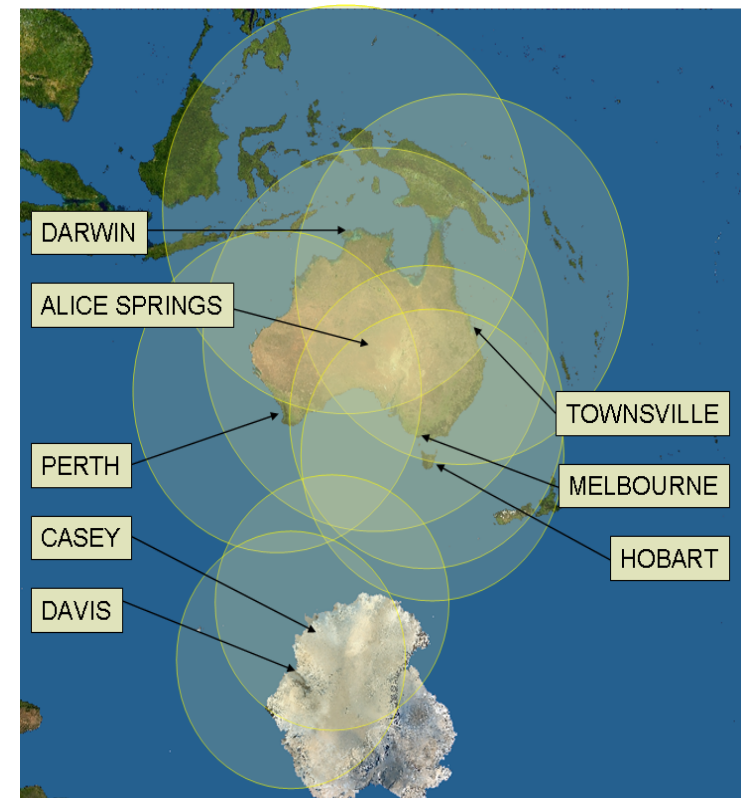 DARWIN
ALICE SPRINGS
TOWNSVILLE
PERTH
MELBOURNE
CASEY
HOBART
DAVIS